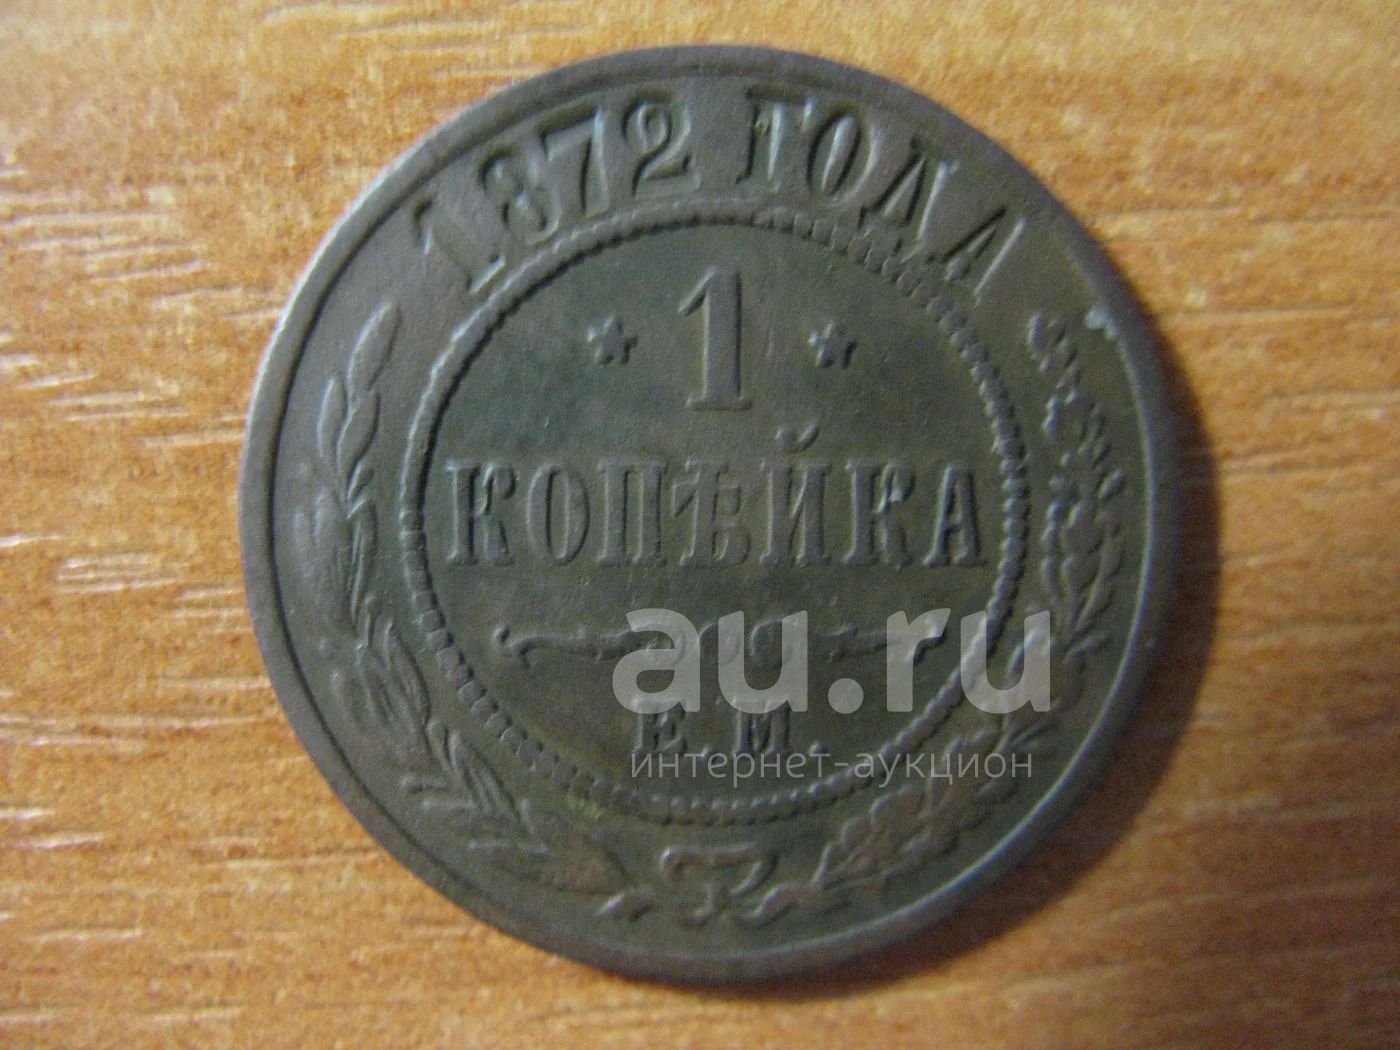 1872 ГОДА
* 1 *
КОПѢЙКА
Е.М.
au.ru
интернет-аукцион